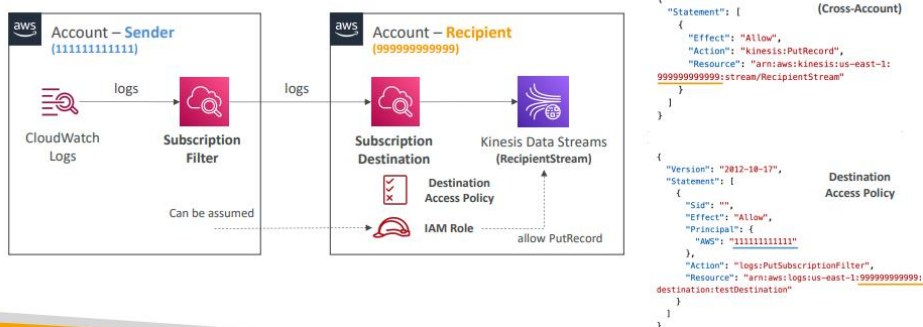 aws
Account – Sender
(111111111111)
logs
CloudWatch
Logs
Subscription
Filter
logs
aws
Account – Recipient
(999999999999)
Subscription
Destination
Kinesis Data Streams
(RecipientStream)
Destination
Access Policy
Can be assumed
IAM Role
allow PutRecord
(Cross-Account)
{
"Statement": [
{
"Effect": "Allow",
"Action": "kinesis:PutRecord",
"Resource": "arn:aws:kinesis:us-east-1:
999999999999:stream/RecipientStream"
}
]
}
Destination
Access Policy
{
"Version": "2012-10-17",
"Statement": [
{
"Sid": "",
"Effect": "Allow",
"Principal": {
"AWS": "111111111111"
},
"Action": "logs:PutSubscriptionFilter",
"Resource": "arn:aws:logs:us-east-1:999999999999:
destination:testDestination"
}
]
}